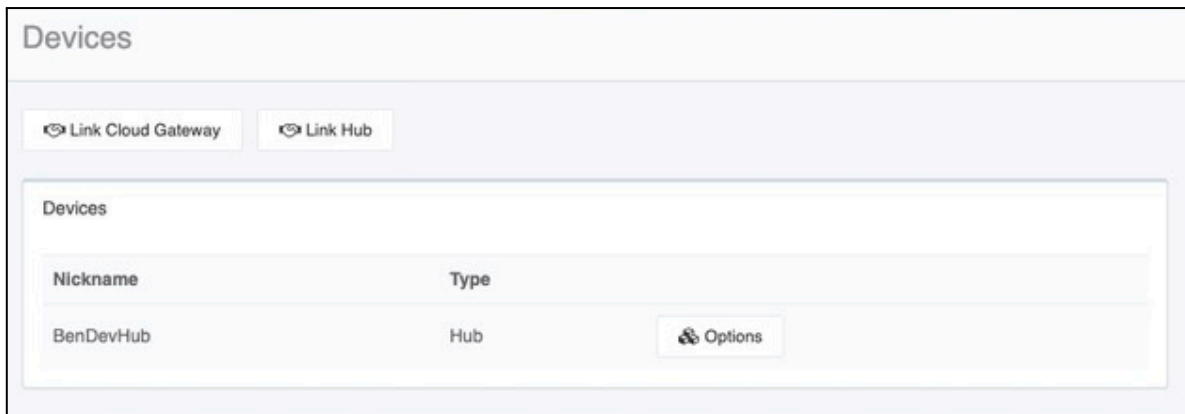 Devices
Link Cloud Gateway Link Hub
Devices
Nickname Type
BenDevHub Hub Options